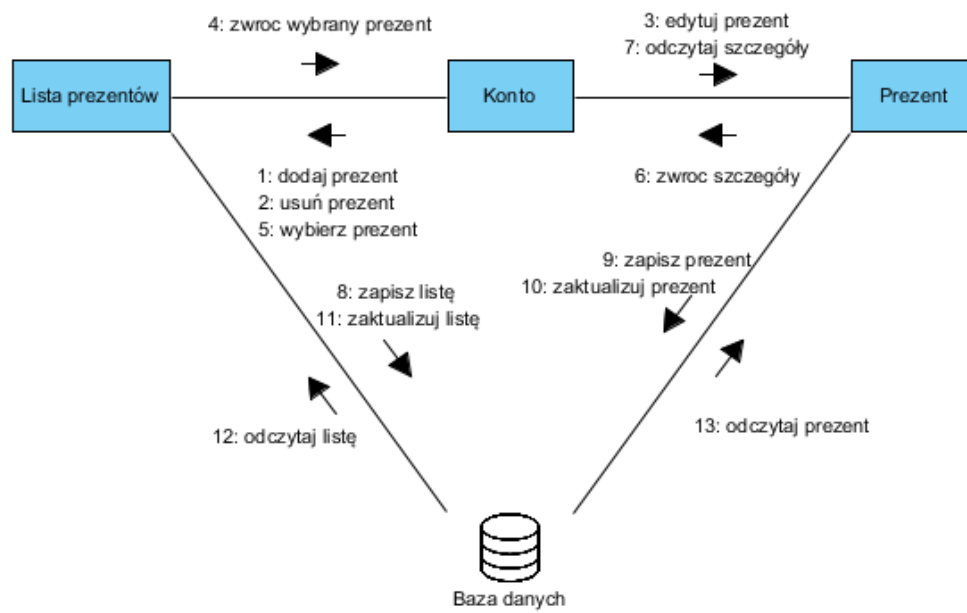 4: zwroc wybrany prezent
3: edytuj prezent
7: odczytaj szczegóły
Lista prezentów
Konto
Prezent
1: dodaj prezent
2: usuń prezent
5: wybierz prezent
6: zwroc szczegóły
9: zapisz prezent
10: zaktualizuj prezent
8: zapisz listę
11: zaktualizuj listę
12: odczytaj listę
13: odczytaj prezent
Baza danych